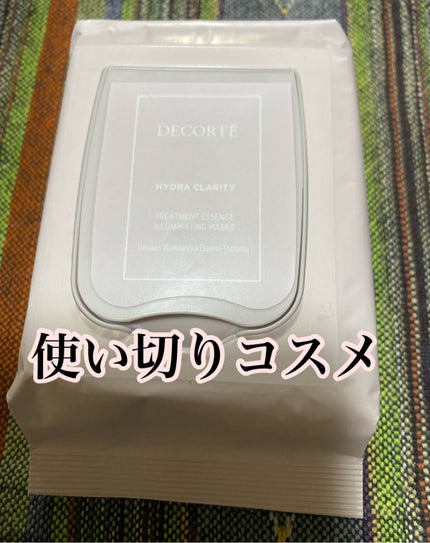 DECORTÉ
HYDRA CLARITY
TREATMENT ESSENCE
ILLUMINATING MASKS
使い切りコスメ